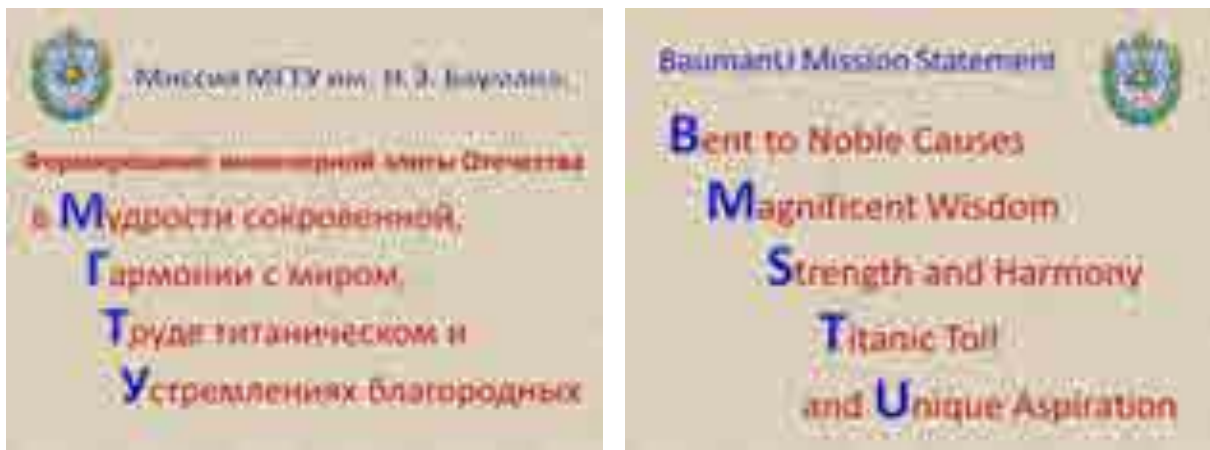 Миссия МГТУ им. Н.Э. Баумана
Формирование инженерной элиты Отечества
в Мудрости сокровенной,
Гармонии с миром,
Труде титаническом и
Устремлениях благородных
BaumanU Mission Statement
Bent to Noble Causes
Magnificent Wisdom
Strength and Harmony
Titanic Toil
and Unique Aspiration